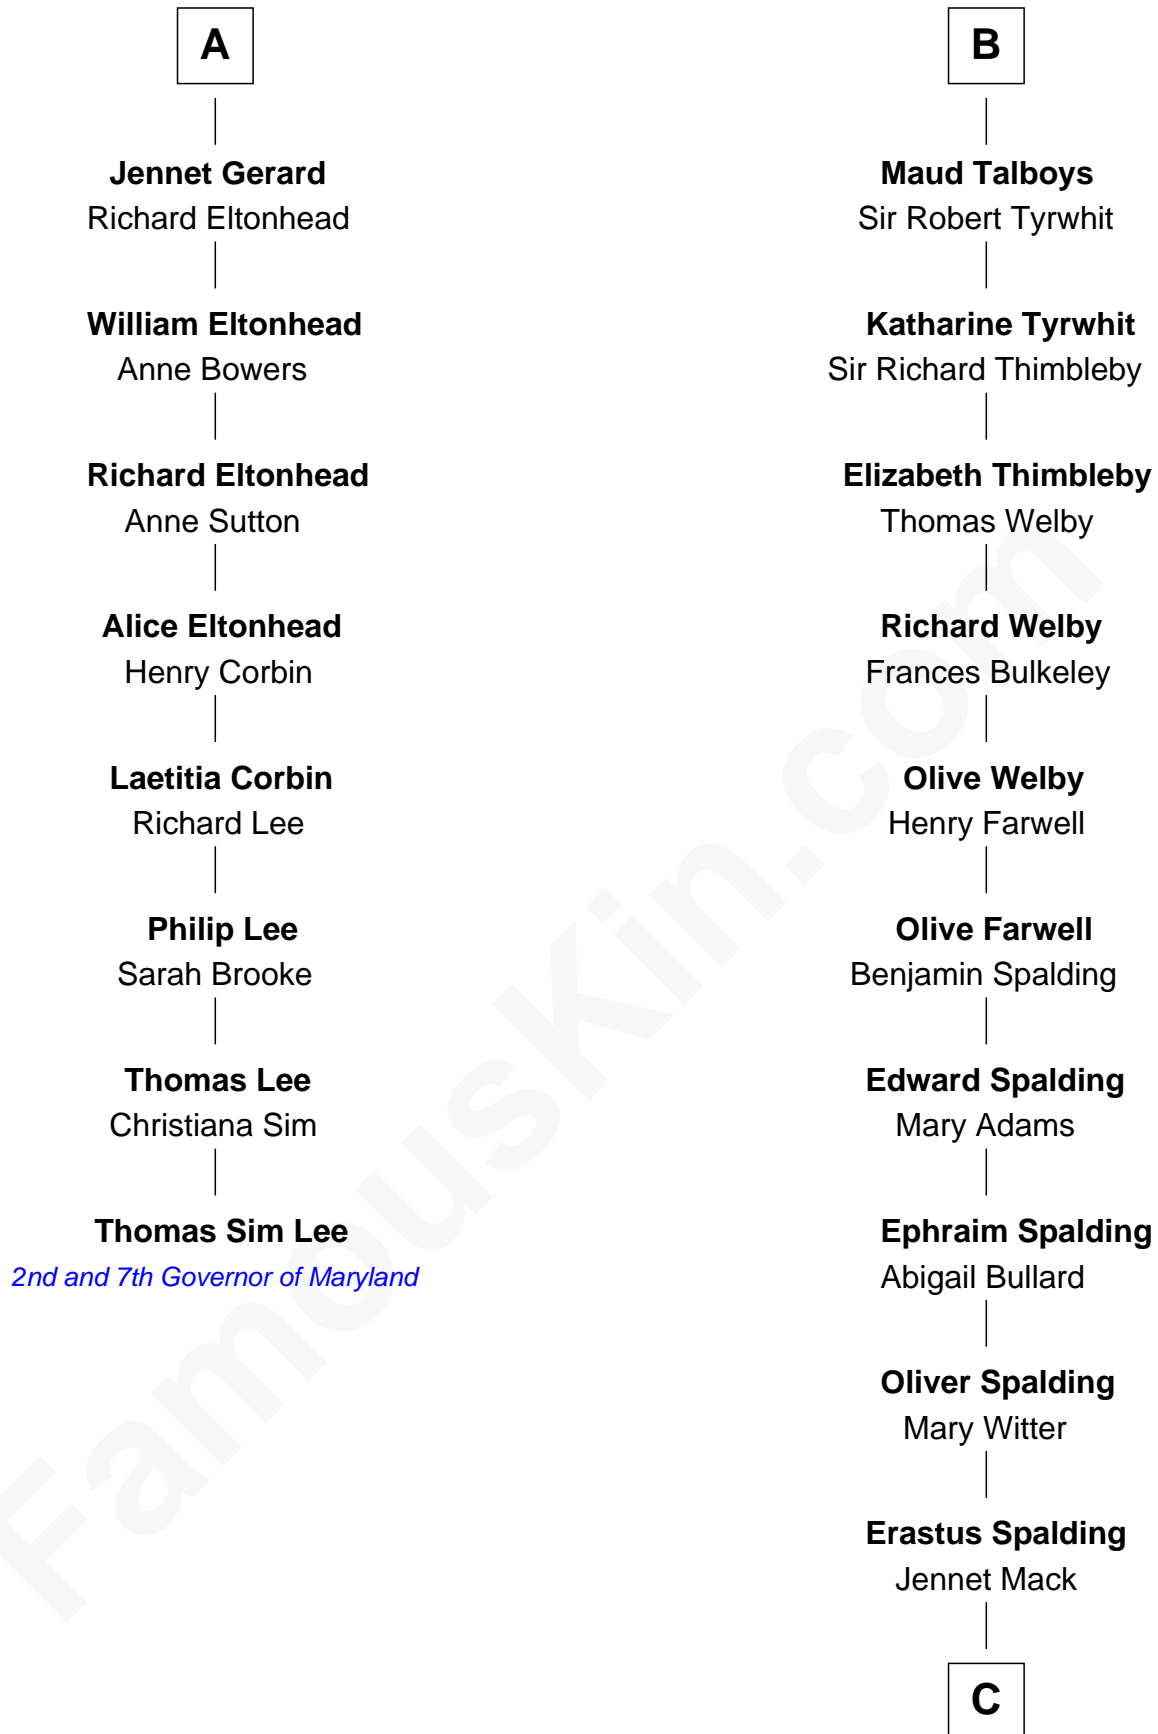 A
Jennet Gerard
Richard Eltonhead
William Eltonhead
Anne Bowers
Richard Eltonhead
Anne Sutton
Alice Eltonhead
Henry Corbin
Laetitia Corbin
Richard Lee
Philip Lee
Sarah Brooke
Thomas Lee
Christiana Sim
Thomas Sim Lee
2nd and 7th Governor of Maryland
B
Maud Talboys
Sir Robert Tyrwhit
Katharine Tyrwhit
Sir Richard Thimbleby
Elizabeth Thimbleby
Thomas Welby
Richard Welby
Frances Bulkeley
Olive Welby
Henry Farwell
Olive Farwell
Benjamin Spalding
Edward Spalding
Mary Adams
Ephraim Spalding
Abigail Bullard
Oliver Spalding
Mary Witter
Erastus Spalding
Jennet Mack
C
FamousKin.com